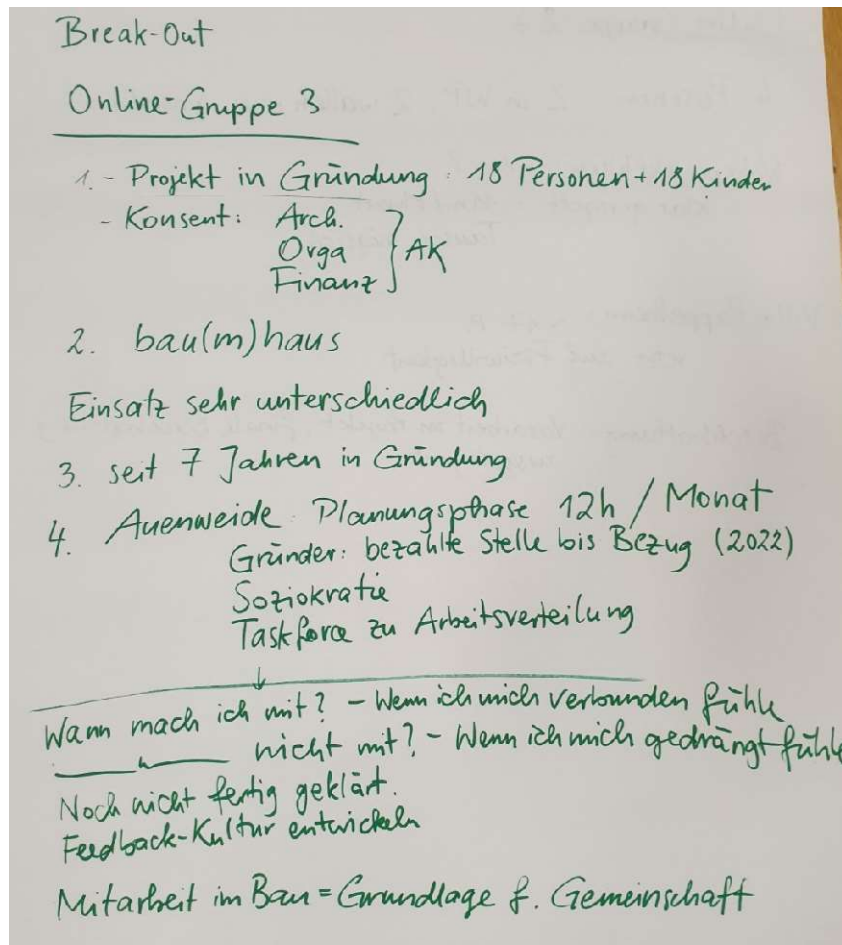 Break-Out
Online-Gruppe 3
1. - Projekt in Gründung : 18 Personen + 18 Kinder
- Konsent: Arch.
Orga } AK
Finanz
2. bau(m)haus
Einsatz sehr unterschiedlich
3. seit 7 Jahren in Gründung
4. Auenweide Planungsphase 12h / Monat
Gründer: bezahlte Stelle bis Bezug (2022)
Soziokratie
Taskforce zu Arbeitsverteilung
Wann mach ich mit? - Wenn ich mich verbunden fühle
—— " —— nicht mit? - Wenn ich mich gedrängt fühle
Noch nicht fertig geklärt.
Feedback-Kultur entwickeln
Mitarbeit im Bau = Grundlage f. Gemeinschaft